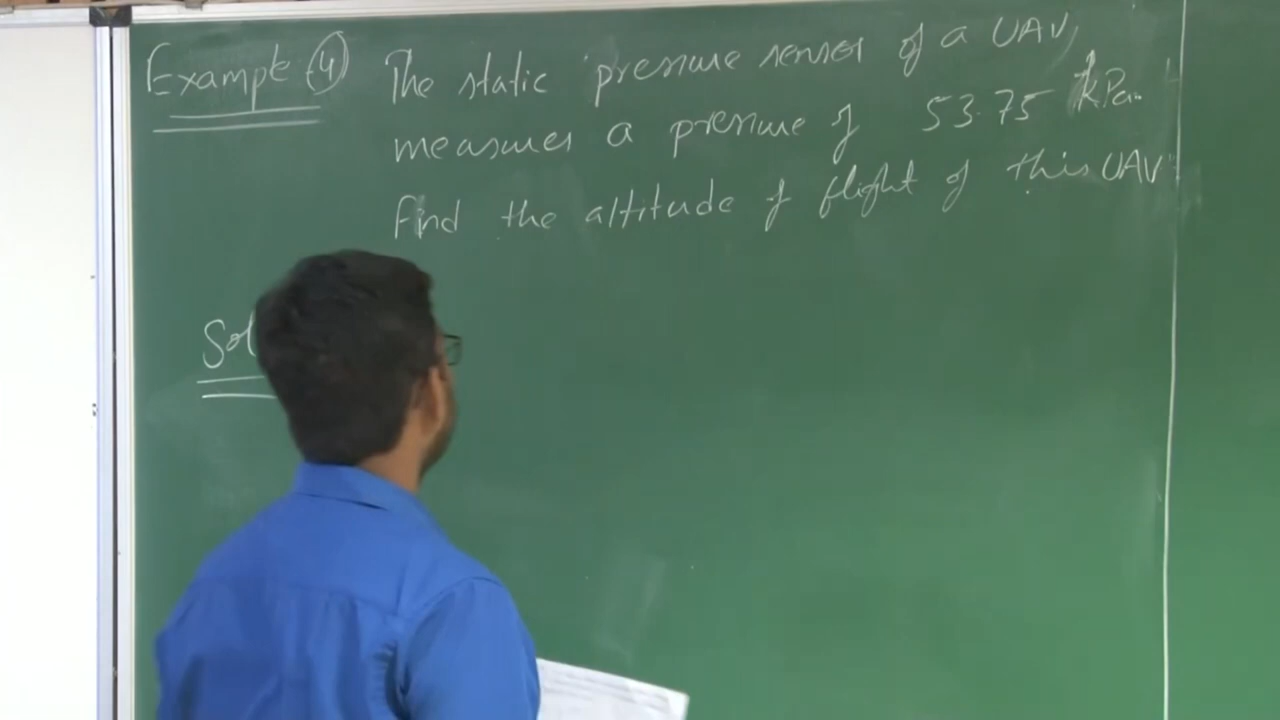 Example (4) The static pressure sensor of a UAV,
measures a pressure of 53.75 kPa.
Find the altitude of flight of this UAV.
Sol